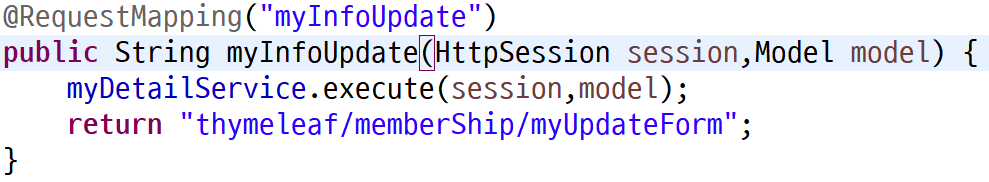 @RequestMapping("myInfoUpdate")
public String myInfoUpdate(HttpSession session,Model model) {
    myDetailService.execute(session,model);
    return "thymeleaf/memberShip/myUpdateForm";
}